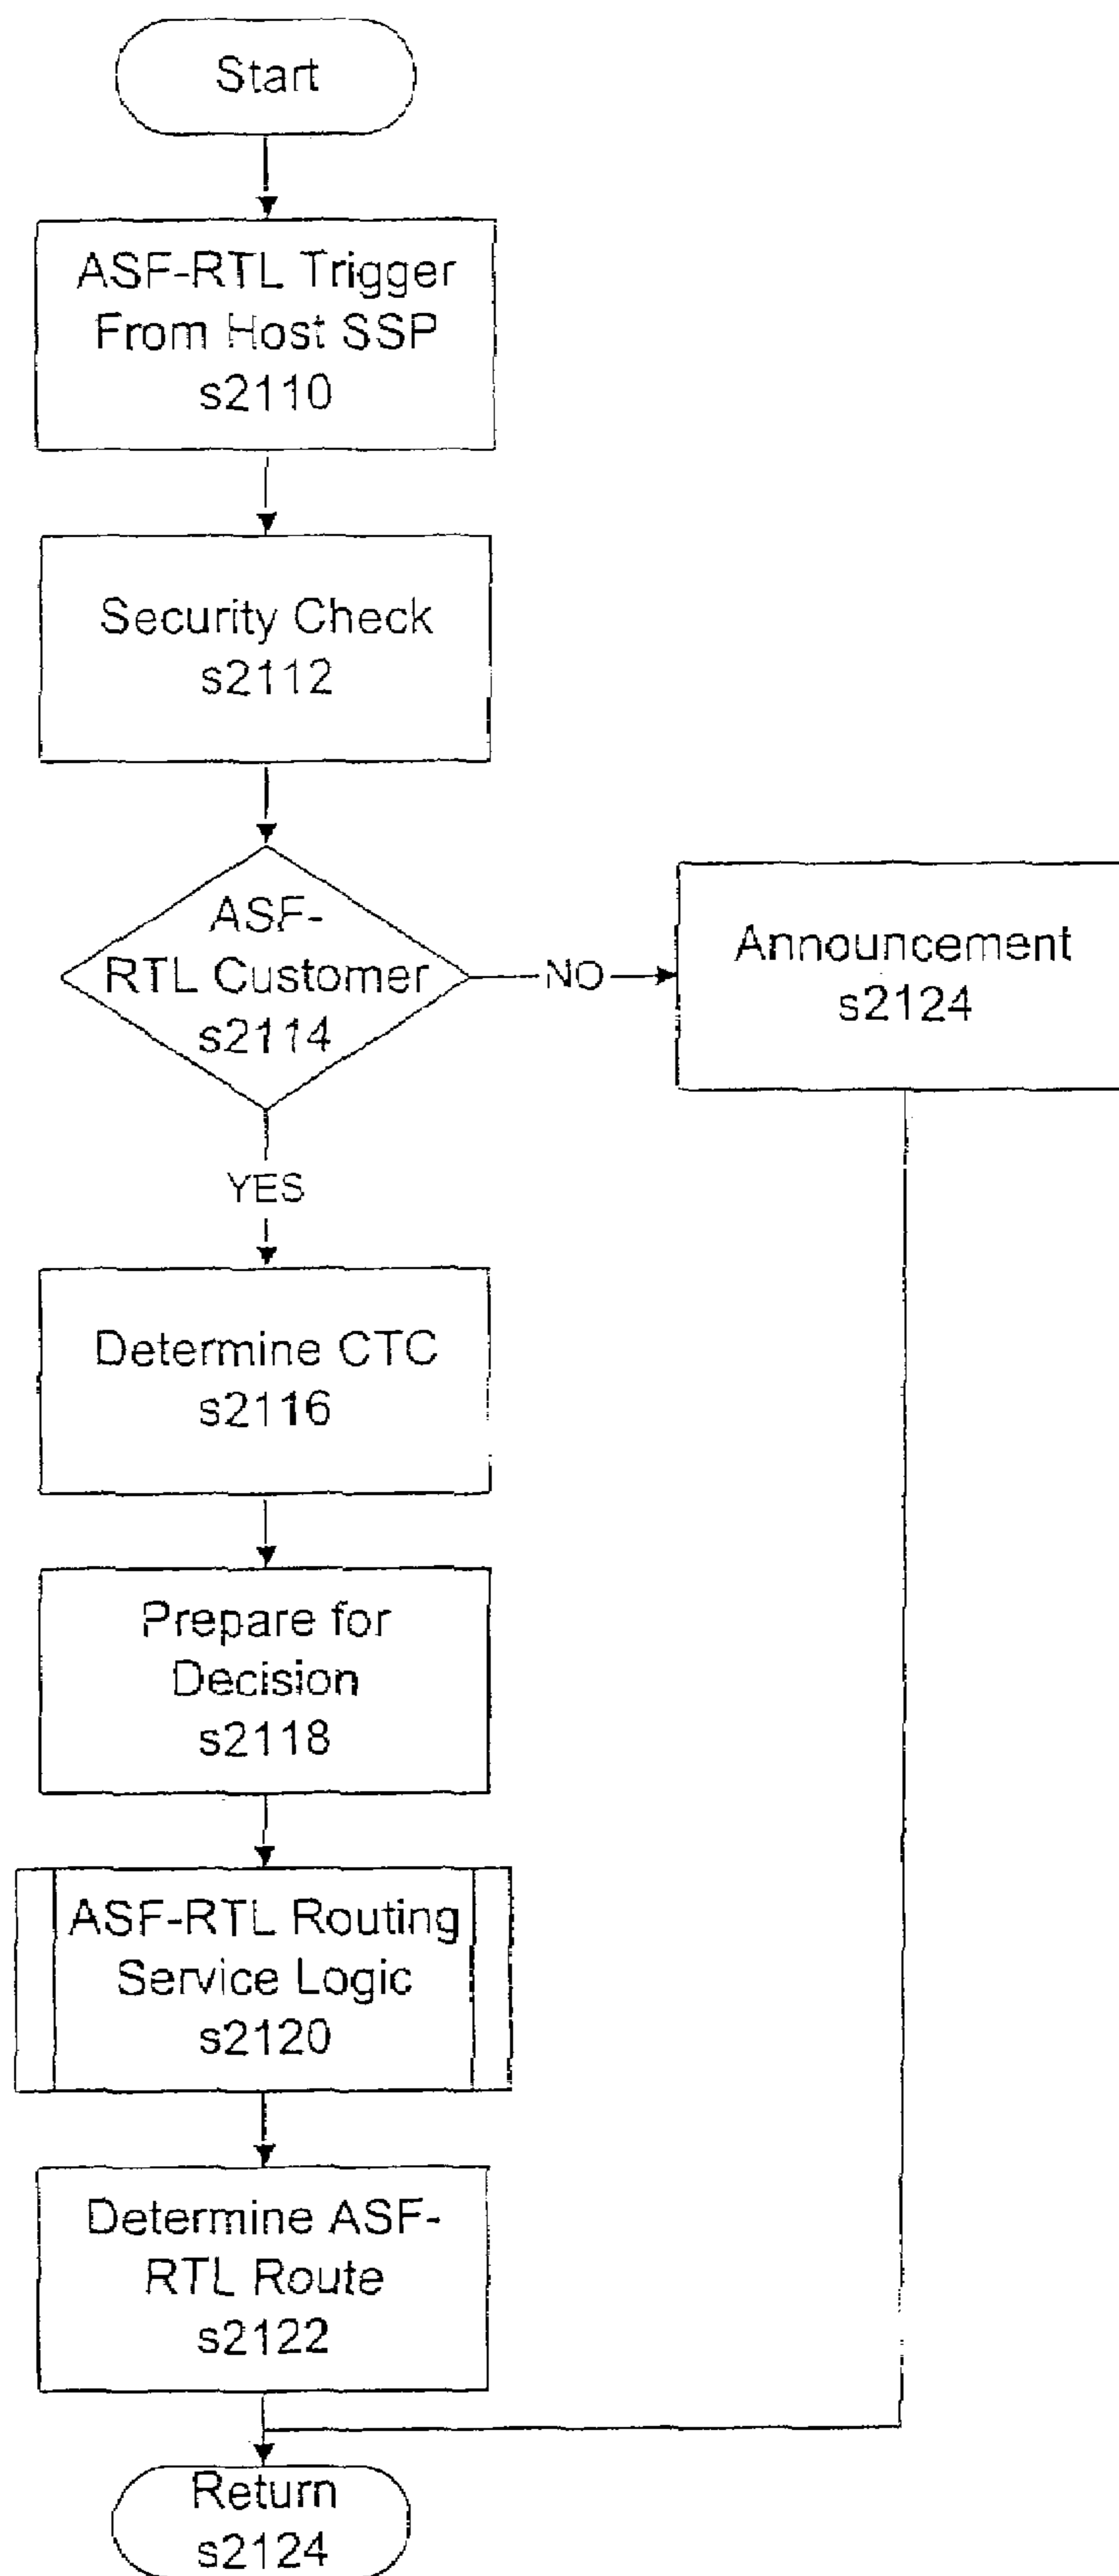 Start
ASF-RTL Trigger
From Host SSP
s2110
Security Check
s2112
ASF-
RTL Customer
s2114
NO
Announcement
s2124
YES
Determine CTC
s2116
Prepare for
Decision
s2118
ASF-RTL Routing
Service Logic
s2120
Determine ASF-
RTL Route
s2122
Return
s2124